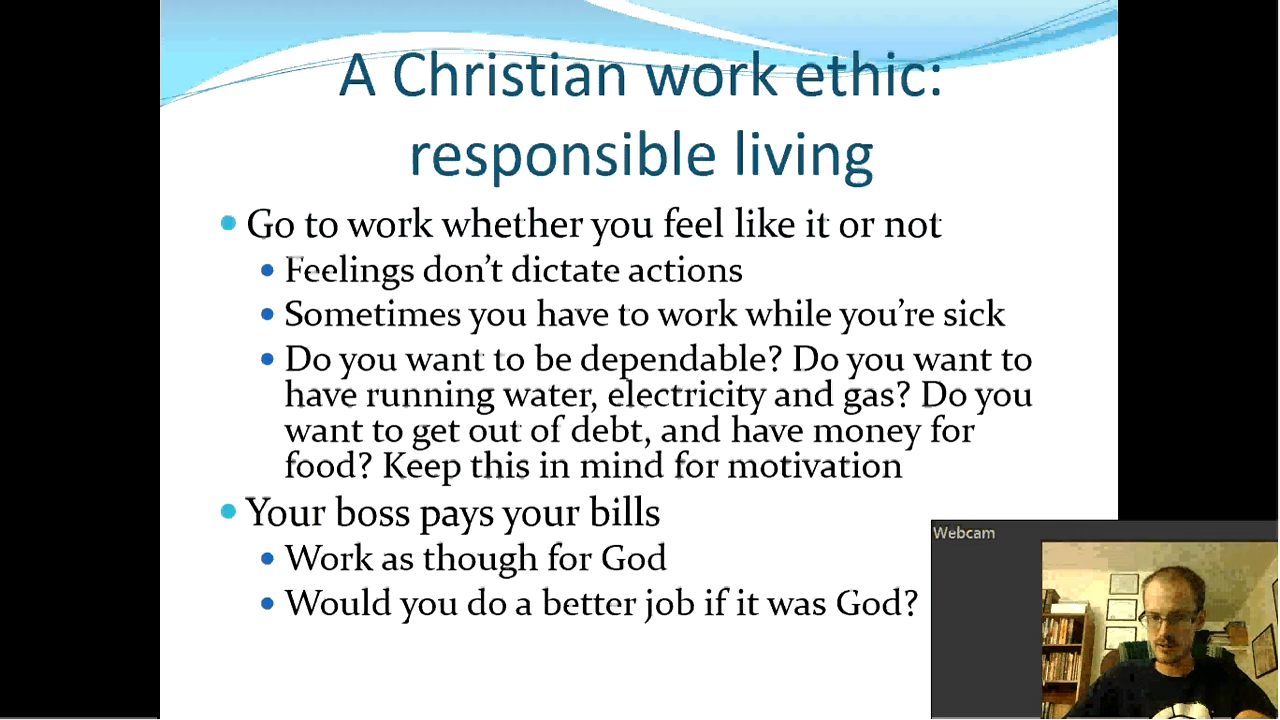 A Christian work ethic:
responsible living
Go to work whether you feel like it or not
Feelings don't dictate actions
Sometimes you have to work while you're sick
Do you want to be dependable? Do you want to
have running water, electricity and gas? Do you
want to get out of debt, and have money for
food? Keep this in mind for motivation
Your boss pays your bills
Work as though for God
Would you do a better job if it was God?
Webcam